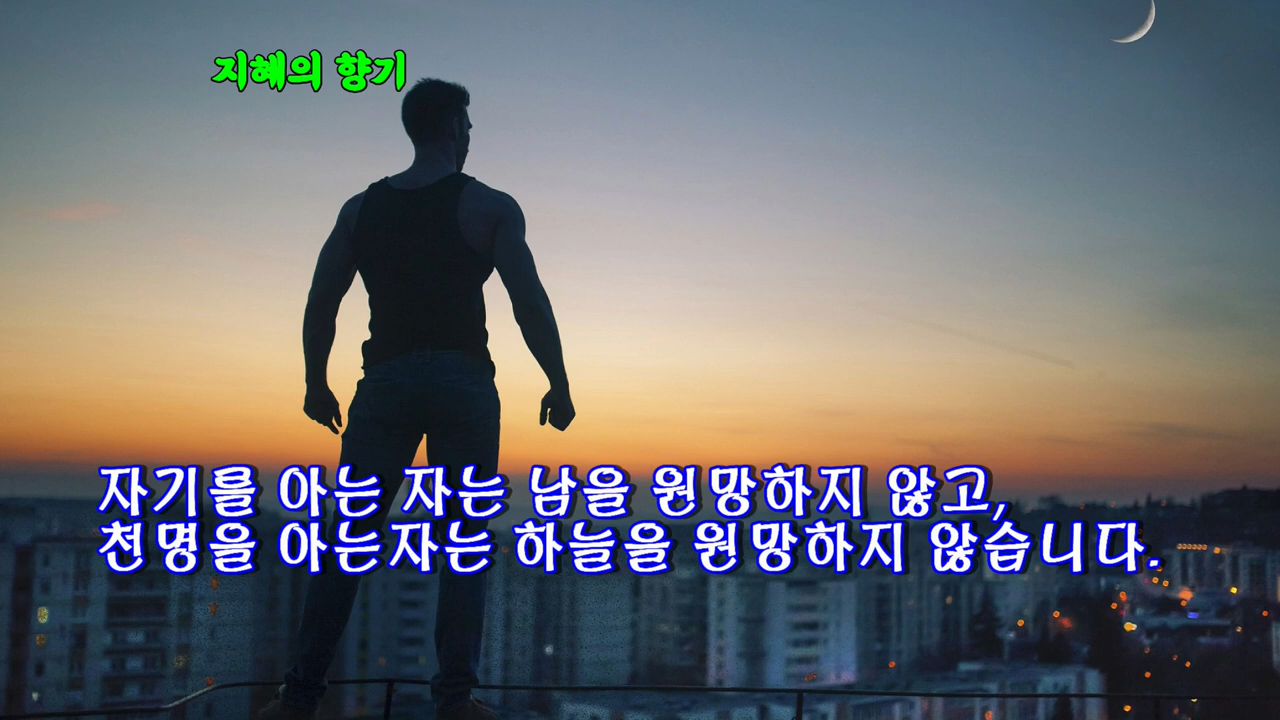 지혜의 향기
자기를 아는 자는 남을 원망하지 않고,
천명을 아는자는 하늘을 원망하지 않습니다.